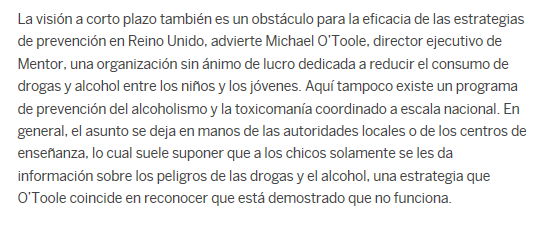 La visión a corto plazo también es un obstáculo para la eficacia de las estrategias
de prevención en Reino Unido, advierte Michael O’Toole, director ejecutivo de
Mentor, una organización sin ánimo de lucro dedicada a reducir el consumo de
drogas y alcohol entre los niños y los jóvenes. Aquí tampoco existe un programa
de prevención del alcoholismo y la toxicomanía coordinado a escala nacional. En
general, el asunto se deja en manos de las autoridades locales o de los centros de
enseñanza, lo cual suele suponer que a los chicos solamente se les da
información sobre los peligros de las drogas y el alcohol, una estrategia que
O’Toole coincide en reconocer que está demostrado que no funciona.